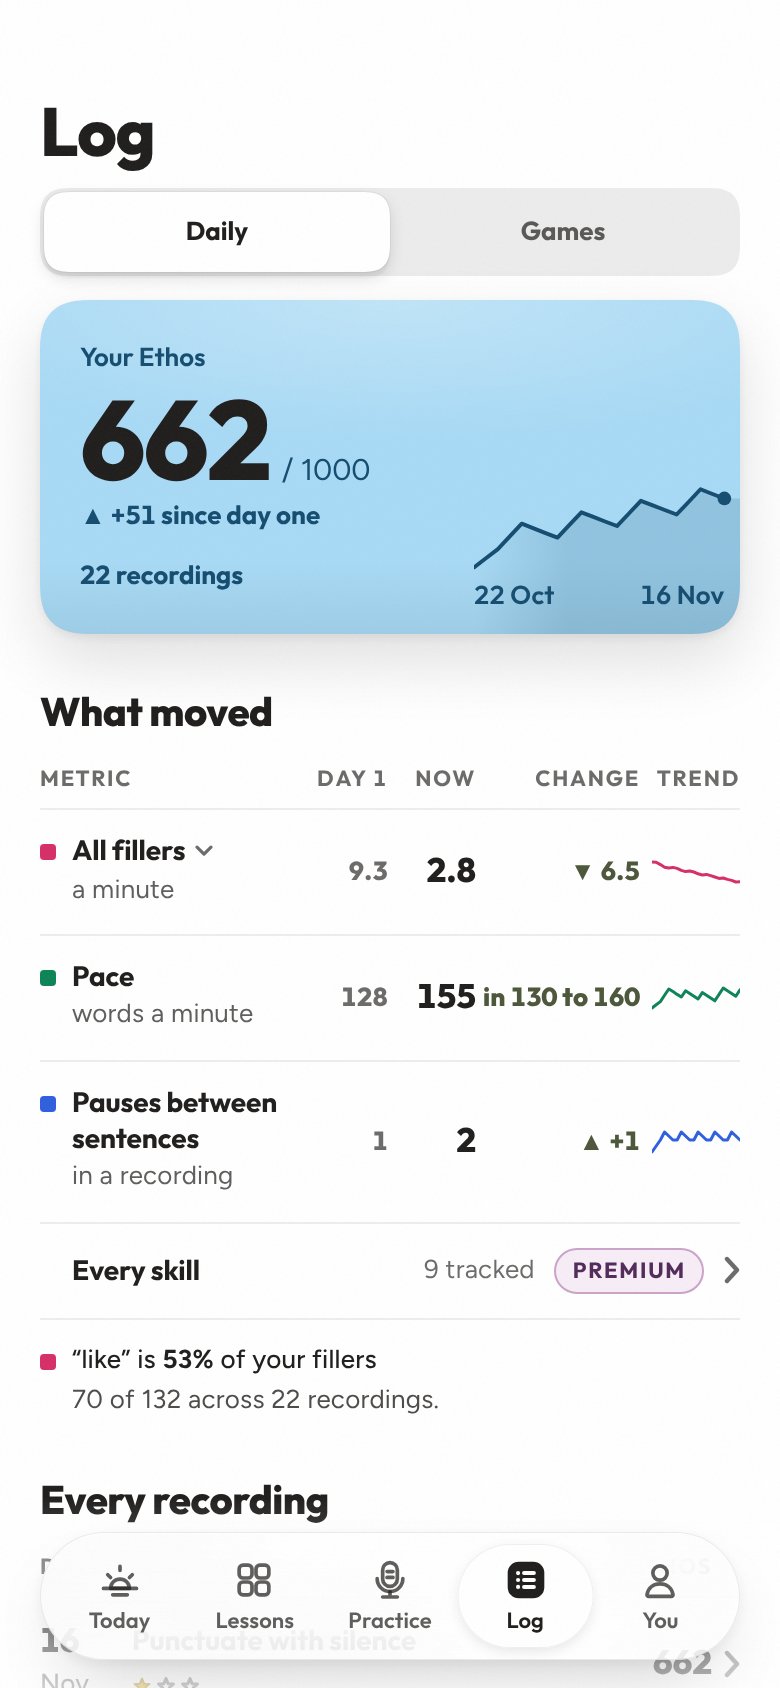 Log
Daily
Games
Your Ethos
662 / 1000
▲ +51 since day one
22 recordings
22 Oct
16 Nov
What moved
METRIC DAY 1 NOW CHANGE TREND
All fillers
a minute
9.3 2.8 ▼ 6.5
Pace
words a minute
128 155 in 130 to 160
Pauses between
sentences
in a recording
1 2 ▲ +1
Every skill 9 tracked PREMIUM
“like” is 53% of your fillers
70 of 132 across 22 recordings.
Every recording
16 Punctuate with silence
Nov
662
Today
Lessons
Practice
Log
You